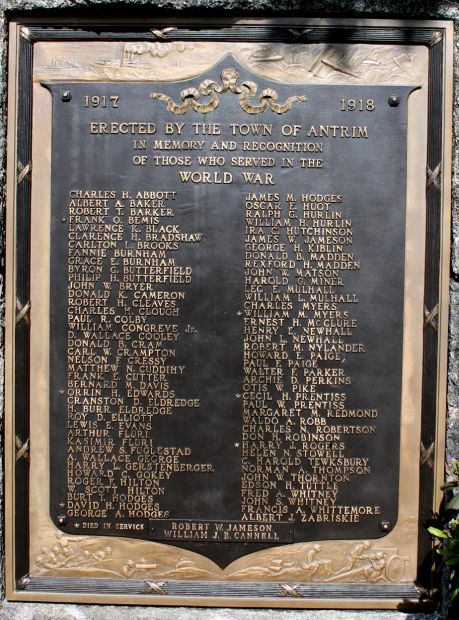 1917 1918
ERECTED BY THE TOWN OF ANTRIM
IN MEMORY AND RECOGNITION
OF THOSE WHO SERVED IN THE
WORLD WAR
CHARLES H. ABBOTT
ALBERT A. BAKER
ROBERT T. BARKER
* FRANK O. BEMIS
LAWRENCE K. BLACK
CLARENCE H. BRADSHAW
CARLTON L. BROOKS
FANNIE BURNHAM
GRACE E. BURNHAM
BYRON G. BUTTERFIELD
PHILIP H. BUTTERFIELD
JOHN W. BRYER
DONALD K. CAMERON
ROBERT H. CLEAVES
CHARLES H. CLOUGH
PAUL R. COLBY
WILLIAM CONGREVE Jr.
D. WALLACE COOLEY
DONALD B. CRAM
CARL W. CRAMPTON
NELSON F. CRESSY
MATTHEW N. CUDDIHY
FRANK E. CUTTER
BERNARD M. DAVIS
* ORRIN H. EDWARDS
CRANSTON D. ELDREDGE
H. BURR ELDREDGE
ROY D. ELLIOTT
LEWIS E. EVANS
ARTHUR FLURI
KASIMIR FLURI
ANDREW S. FUGLESTAD
A. WALLACE GEORGE
HARRY L. GERSTENBERGER
HOWARD C. GOKEY
ROGER F. HILTON
W. SCOTT HILTON
BURT T. HODGES
* DAVID H. HODGES
GEORGE A. HODGES
JAMES M. HODGES
OSCAR E. HUOT
RALPH G. HURLIN
WILLIAM H. HURLIN
IRA C. HUTCHINSON
JAMES W. JAMESON
GEORGE H. KIBLIN
DONALD B. MADDEN
REXFORD H. MADDEN
JOHN W. MATSON
HAROLD G. MINER
LEO E. MULHALL
WILLIAM L. MULHALL
CHARLES MYERS
* WILLIAM M. MYERS
ERNEST H. McCLURE
HENRY E. NEWHALL
JOHN L. NEWHALL
ROBERT M. NYLANDER
HOWARD E. PAIGE
PAUL F. PAIGE
WALTER F. PARKER
ARCHIE D. PERKINS
OTIS W. PIKE
* CECIL H. PRENTISS
PAUL W. PRENTISS
MARGARET M. REDMOND
WALDO A. ROBB
CHARLES N. ROBERTSON
DON H. ROBINSON
* HARRY J. ROGERS
HELEN N. STOWELL
C. HAROLD TEWKSBURY
NORMAN A. THOMPSON
JOHN W. THORNTON
EDSON H. TUTTLE
FRED A. WHITNEY
JOHN S. WHITNEY
FRANCIS A. WHITTEMORE
ALBERT J. ZABRISKIE
* DIED IN SERVICE
ROBERT W. JAMESON
WILLIAM J. B. CANNELL